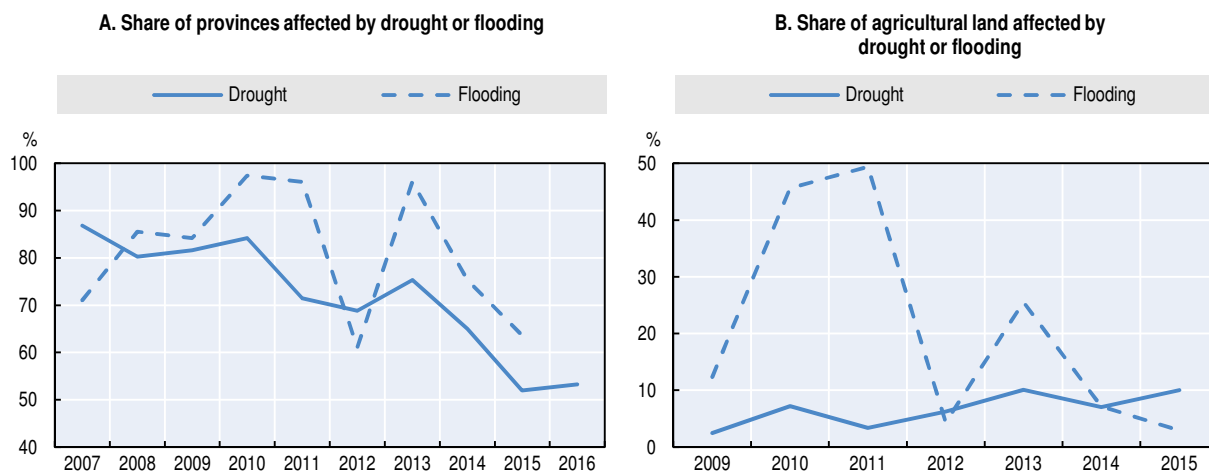 A. Share of provinces affected by drought or flooding
Drought
Flooding
%
100
90
80
70
60
50
40
2007 2008 2009 2010 2011 2012 2013 2014 2015 2016
B. Share of agricultural land affected by
drought or flooding
Drought
Flooding
%
50
40
30
20
10
0
2009 2010 2011 2012 2013 2014 2015